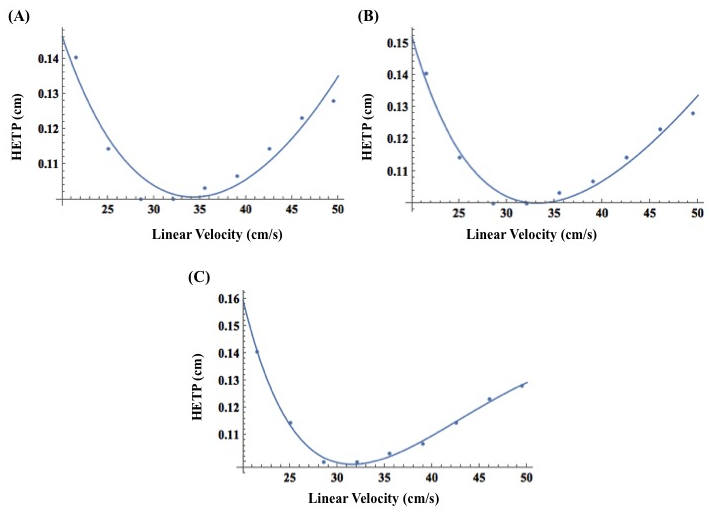 (A)
HETP (cm)
0.14
0.13
0.12
0.11
25 30 35 40 45 50
Linear Velocity (cm/s)
(B)
HETP (cm)
0.15
0.14
0.13
0.12
0.11
25 30 35 40 45 50
Linear Velocity (cm/s)
(C)
HETP (cm)
0.16
0.15
0.14
0.13
0.12
0.11
25 30 35 40 45 50
Linear Velocity (cm/s)